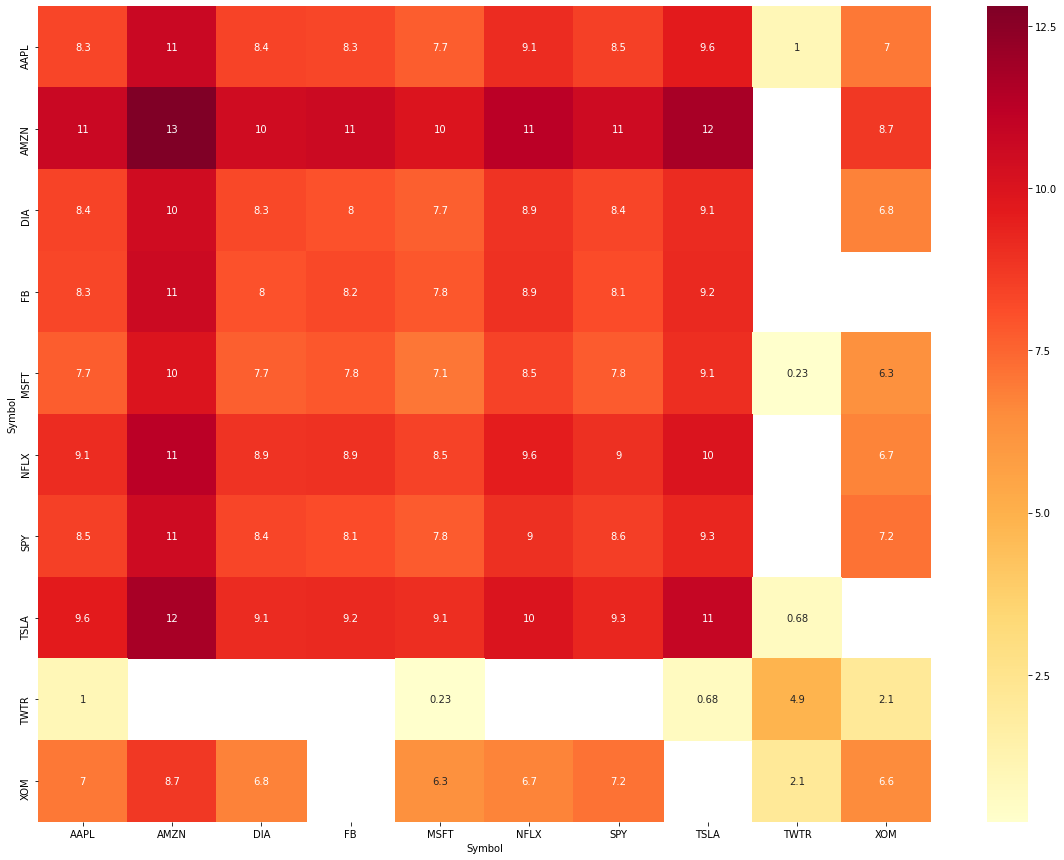 AAPL 8.3 11 8.4 8.3 7.7 9.1 8.5 9.6 1 7
AMZN 11 13 10 11 10 11 11 12 8.7
DIA 8.4 10 8.3 8 7.7 8.9 8.4 9.1 6.8
FB 8.3 11 8 8.2 7.8 8.9 8.1 9.2
MSFT 7.7 10 7.7 7.8 7.1 8.5 7.8 9.1 0.23 6.3
NFLX 9.1 11 8.9 8.9 8.5 9.6 9 10 6.7
SPY 8.5 11 8.4 8.1 7.8 9 8.6 9.3 7.2
TSLA 9.6 12 9.1 9.2 9.1 10 9.3 11 0.68
TWTR 1 0.23 0.68 4.9 2.1
XOM 7 8.7 6.8 6.3 6.7 7.2 2.1 6.6
Symbol
AAPL AMZN DIA FB MSFT NFLX SPY TSLA TWTR XOM
Symbol
12.5
10.0
7.5
5.0
2.5